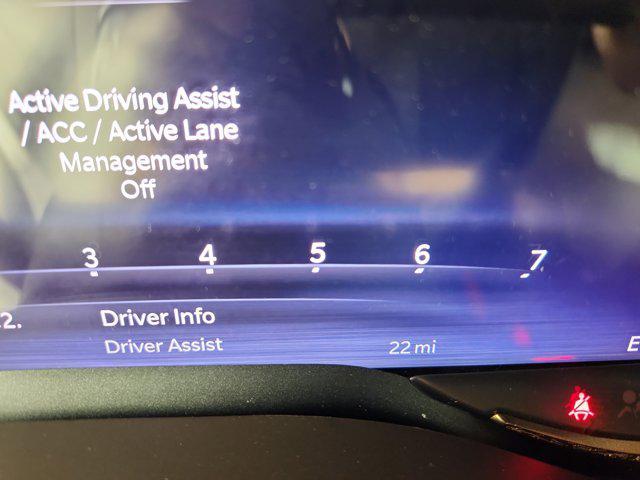 Active Driving Assist
/ ACC / Active Lane
Management
Off
3 4 5 6 7
2. Driver Info
Driver Assist 22 mi E